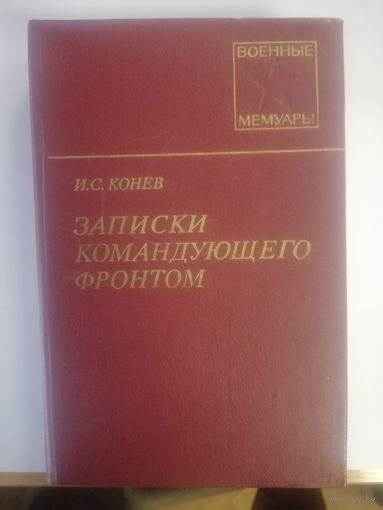 ВОЕННЫЕ
МЕМУАРЫ
И.С. КОНЕВ
ЗАПИСКИ
КОМАНДУЮЩЕГО
ФРОНТОМ